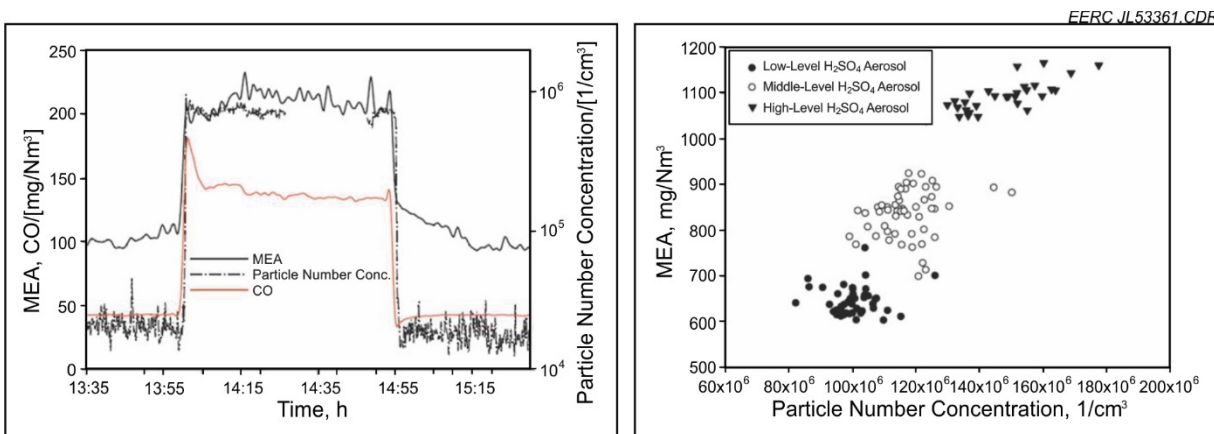 EERC JL53361.CDR
MEA, CO/[mg/Nm³]
250
200
150
100
50
0
MEA
Particle Number Conc.
CO
13:35
13:55
14:15
14:35
14:55
15:15
Time, h
10⁶
10⁵
10⁴
Particle Number Concentration/[1/cm³]
MEA, mg/Nm³
1200
1100
1000
900
800
700
600
500
Low-Level H₂SO₄ Aerosol
Middle-Level H₂SO₄ Aerosol
High-Level H₂SO₄ Aerosol
60x10⁶
80x10⁶
100x10⁶
120x10⁶
140x10⁶
160x10⁶
180x10⁶
200x10⁶
Particle Number Concentration, 1/cm³